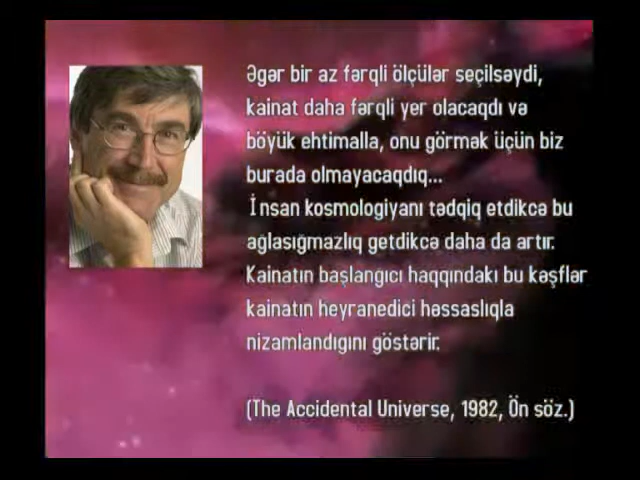 Əgər bir az fərqli ölçülər seçilsəydi,
kainat daha fərqli yer olacaqdı və
böyük ehtimalla, onu görmək üçün biz
burada olmayacaqdıq...
İnsan kosmologiyanı tədqiq etdikcə bu
ağlasığmazlıq getdikcə daha da artır.
Kainatın başlangıcı haqqındakı bu kəşflər
kainatın heyranedici həssaslıqla
nizamlandıgını göstərir.
(The Accidental Universe, 1982, Ön söz.)